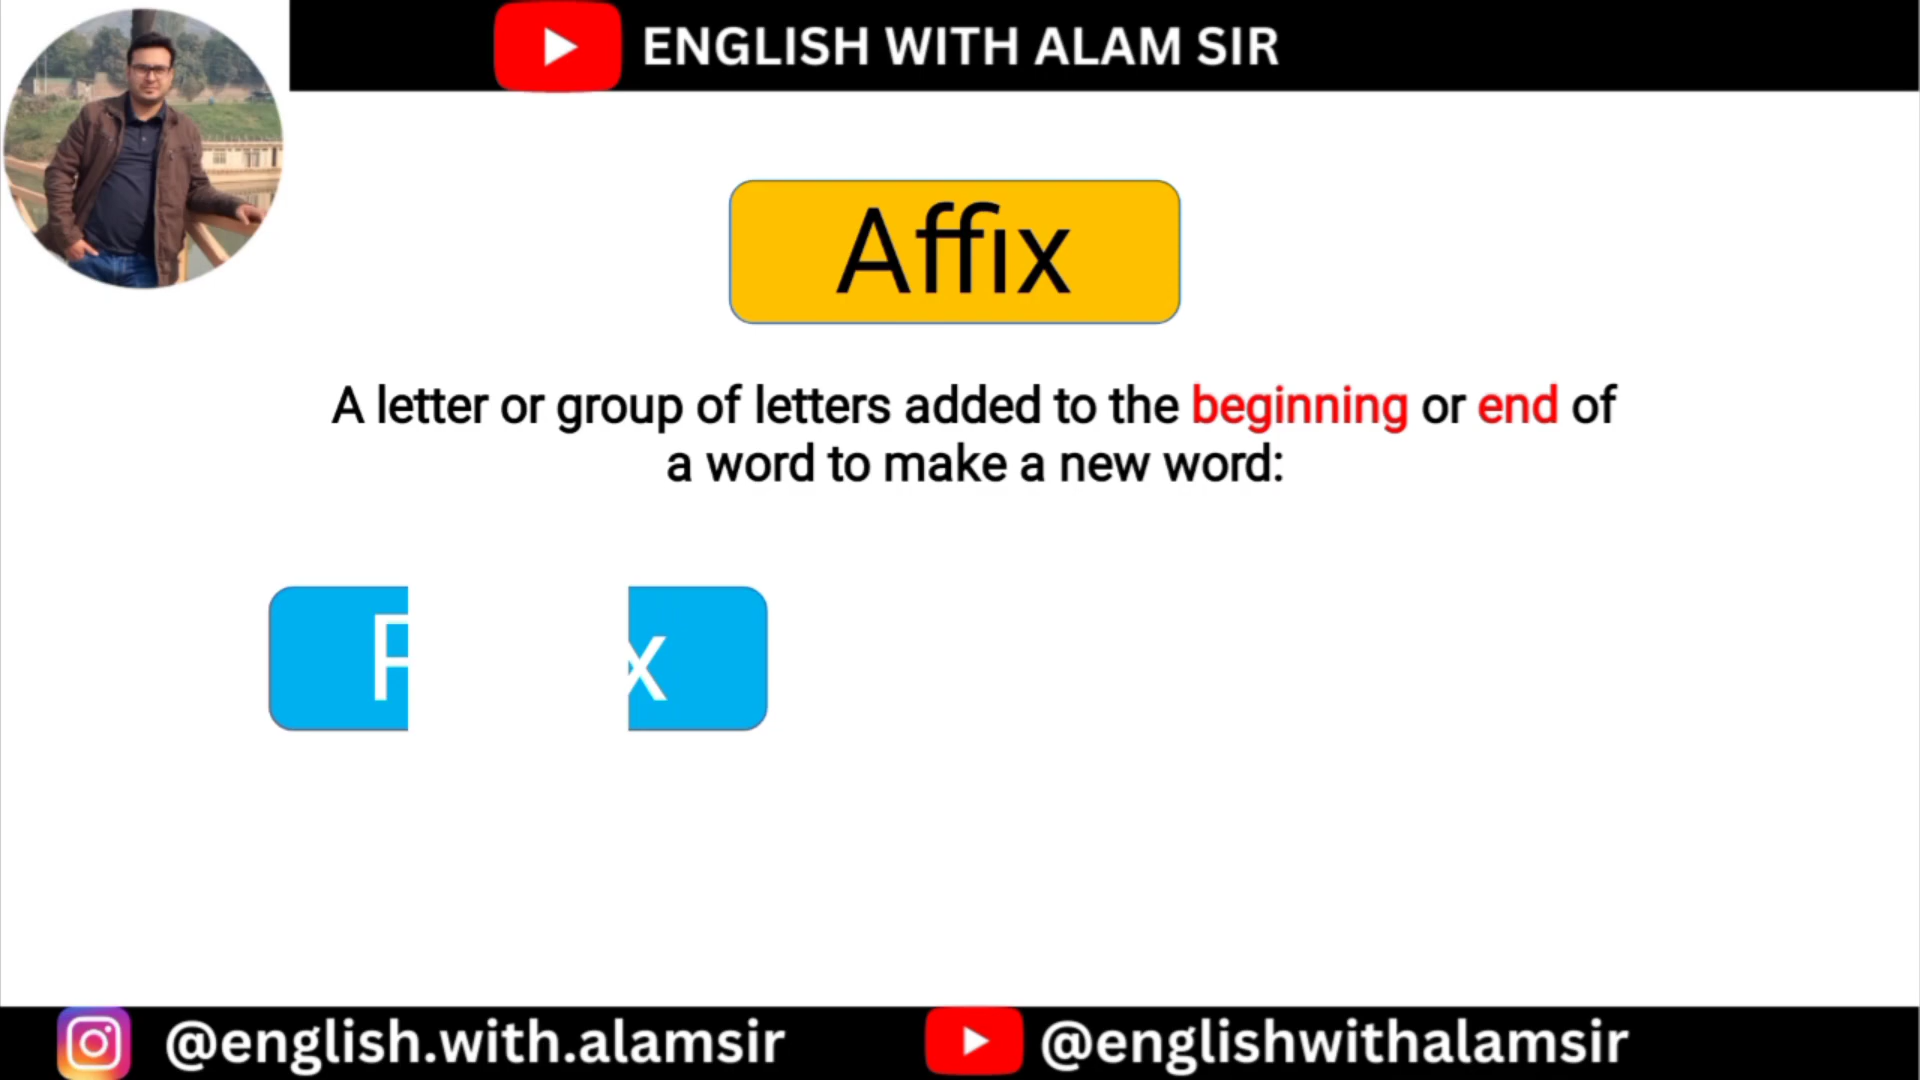 ENGLISH WITH ALAM SIR
Affix
A letter or group of letters added to the beginning or end of
a word to make a new word:
@english.with.alamsir
@englishwithalamsir